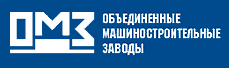 ОМЗ
ОБЪЕДИНЕННЫЕ
МАШИНОСТРОИТЕЛЬНЫЕ
ЗАВОДЫ